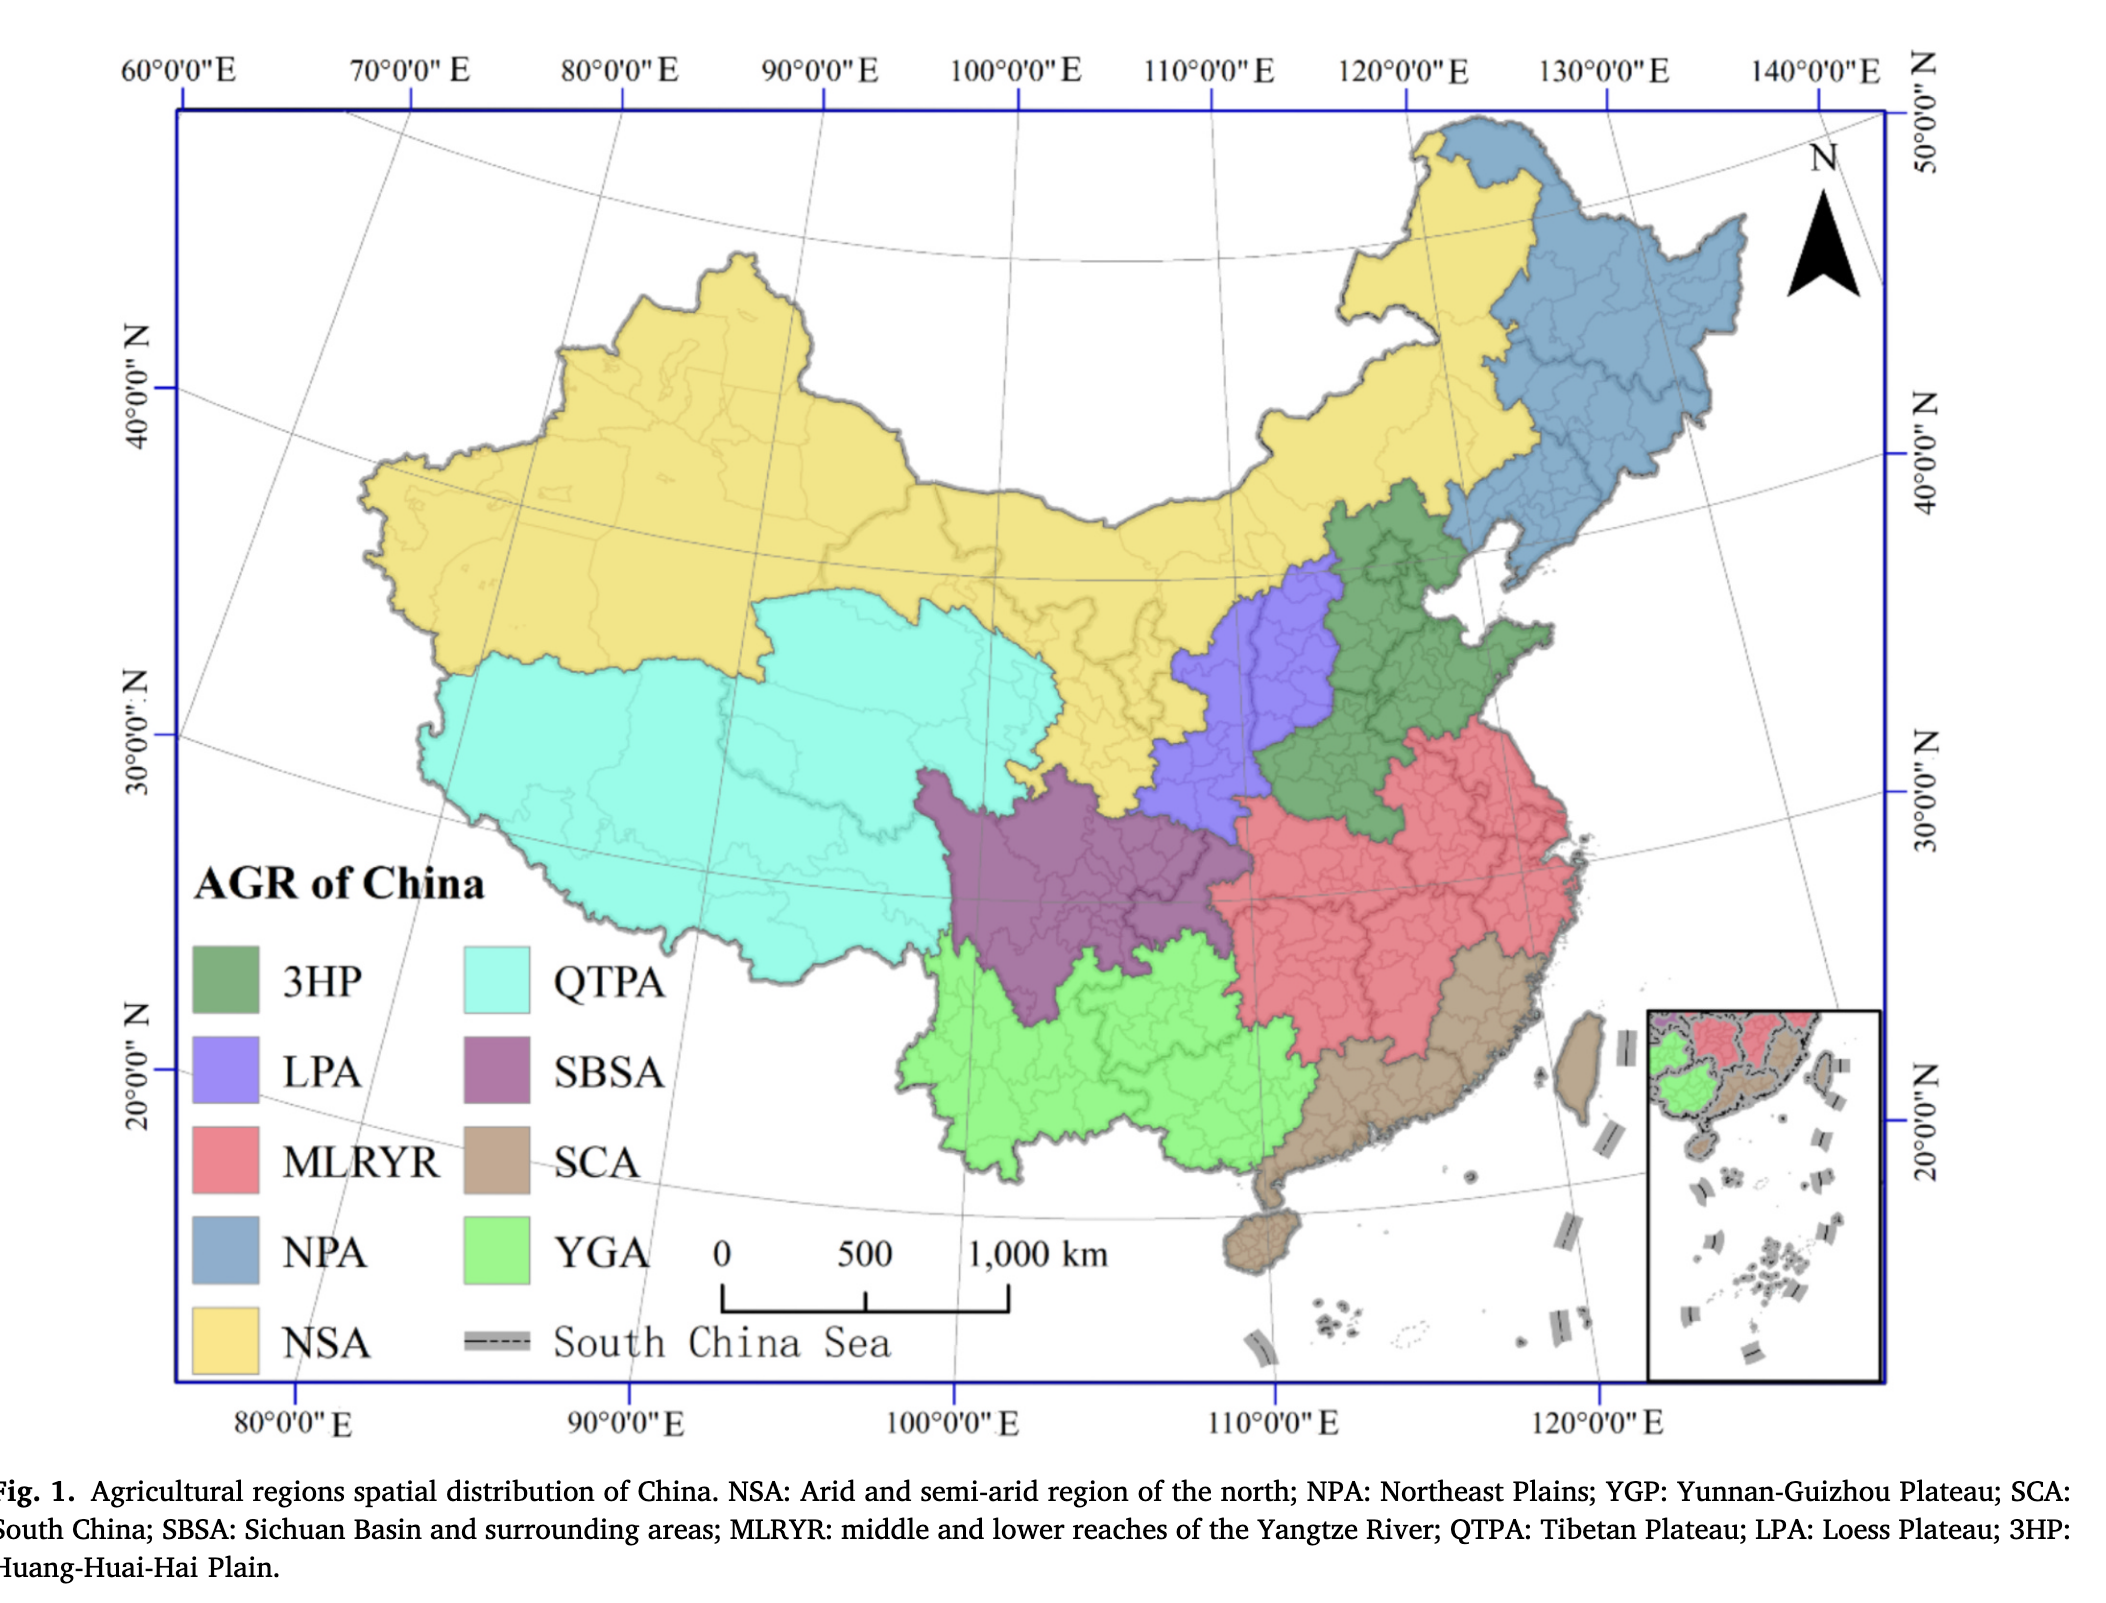 60°0'0" E 70°0'0" E 80°0'0" E 90°0'0" E 100°0'0" E 110°0'0" E 120°0'0" E 130°0'0" E 140°0'0" E
50°0'0" N
N
40°0'0" N
40°0'0" N
30°0'0" N
30°0'0" N
20°0'0" N
20°0'0" N
AGR of China
3HP QTPA
LPA SBSA
MLRYR SCA
NPA YGA
NSA South China Sea
0 500 1,000 km
80°0'0" E 90°0'0" E 100°0'0" E 110°0'0" E 120°0'0" E
Fig. 1. Agricultural regions spatial distribution of China. NSA: Arid and semi-arid region of the north; NPA: Northeast Plains; YGP: Yunnan-Guizhou Plateau; SCA:
South China; SBSA: Sichuan Basin and surrounding areas; MLRYR: middle and lower reaches of the Yangtze River; QTPA: Tibetan Plateau; LPA: Loess Plateau; 3HP:
Huang-Huai-Hai Plain.